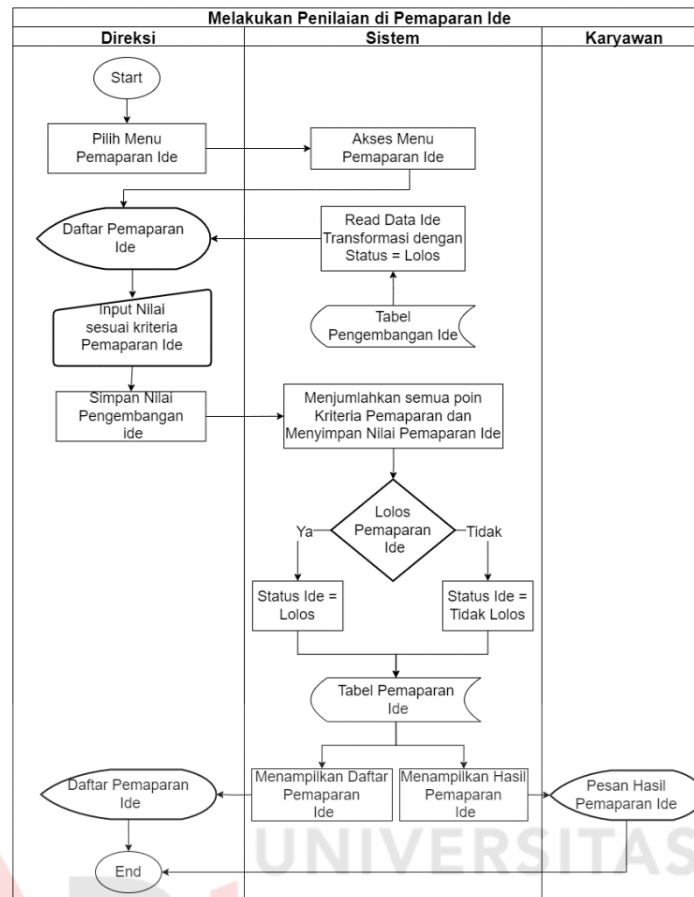 Melakukan Penilaian di Pemaparan Ide
Direksi
Sistem
Karyawan
Start
Pilih Menu
Pemaparan Ide
Akses Menu
Pemaparan Ide
Daftar Pemaparan
Ide
Read Data Ide
Transformasi dengan
Status = Lolos
Tabel
Pengembangan Ide
Input Nilai
sesuai kriteria
Pemaparan Ide
Simpan Nilai
Pengembangan
ide
Menjumlahkan semua poin
Kriteria Pemaparan dan
Menyimpan Nilai Pemaparan Ide
Lolos
Pemaparan
Ide
Ya
Tidak
Status Ide =
Lolos
Status Ide =
Tidak Lolos
Tabel Pemaparan
Ide
Daftar Pemaparan
Ide
Menampilkan Daftar
Pemaparan
Ide
Menampilkan Hasil
Pemaparan
Ide
Pesan Hasil
Pemaparan Ide
End
UNIVERSITAS